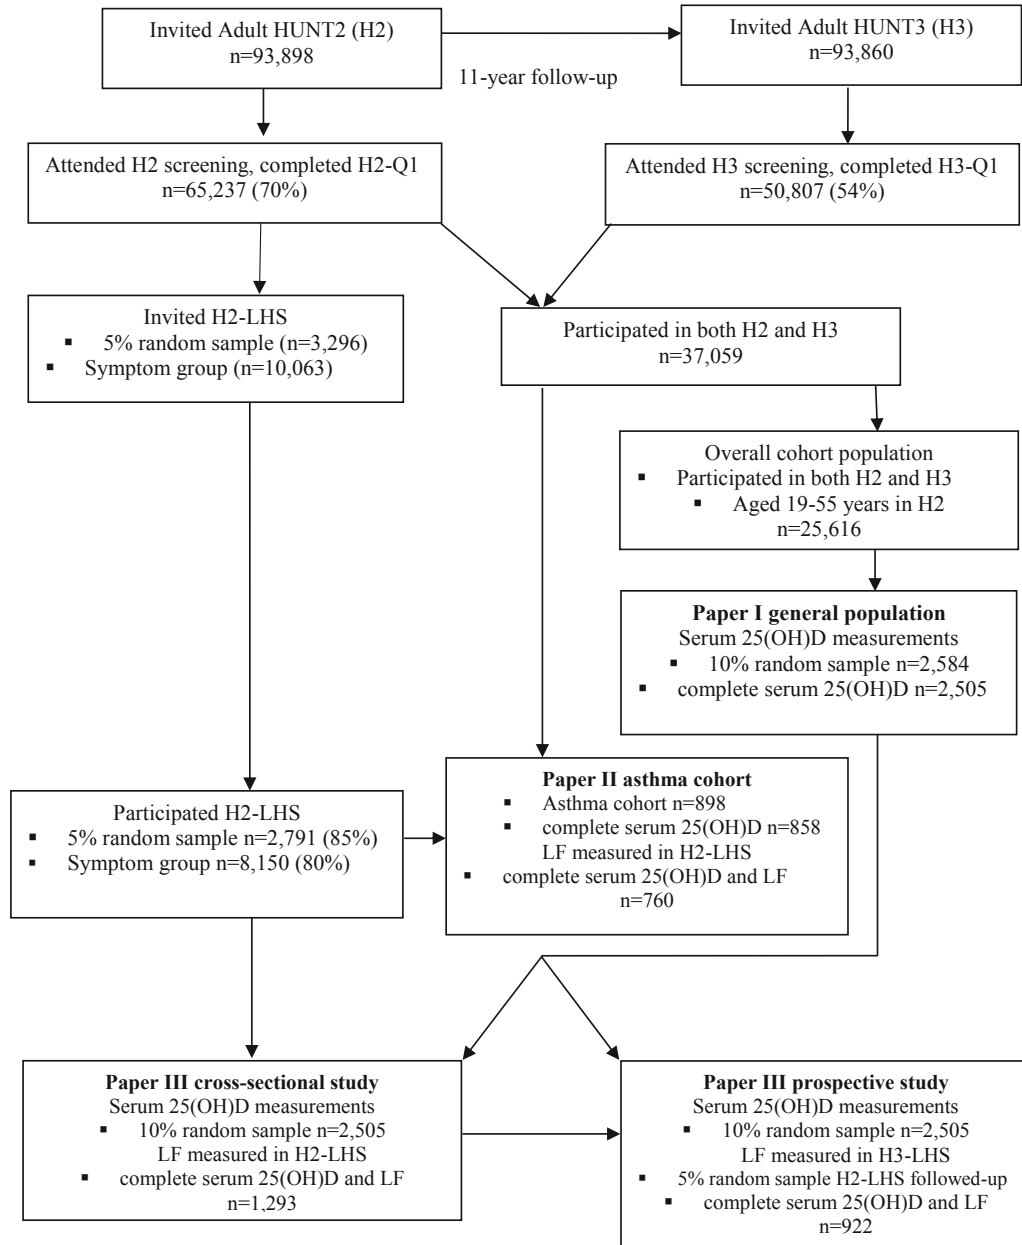 Invited Adult HUNT2 (H2)
n=93,898
Invited Adult HUNT3 (H3)
n=93,860
11-year follow-up
Attended H2 screening, completed H2-Q1
n=65,237 (70%)
Attended H3 screening, completed H3-Q1
n=50,807 (54%)
Invited H2-LHS
▪ 5% random sample (n=3,296)
▪ Symptom group (n=10,063)
Participated in both H2 and H3
n=37,059
Overall cohort population
▪ Participated in both H2 and H3
▪ Aged 19-55 years in H2
n=25,616
Paper I general population
Serum 25(OH)D measurements
▪ 10% random sample n=2,584
▪ complete serum 25(OH)D n=2,505
Paper II asthma cohort
▪ Asthma cohort n=898
▪ complete serum 25(OH)D n=858
LF measured in H2-LHS
▪ complete serum 25(OH)D and LF
n=760
Participated H2-LHS
▪ 5% random sample n=2,791 (85%)
▪ Symptom group n=8,150 (80%)
Paper III cross-sectional study
Serum 25(OH)D measurements
▪ 10% random sample n=2,505
LF measured in H2-LHS
▪ complete serum 25(OH)D and LF
n=1,293
Paper III prospective study
Serum 25(OH)D measurements
▪ 10% random sample n=2,505
LF measured in H3-LHS
▪ 5% random sample H2-LHS followed-up
▪ complete serum 25(OH)D and LF
n=922